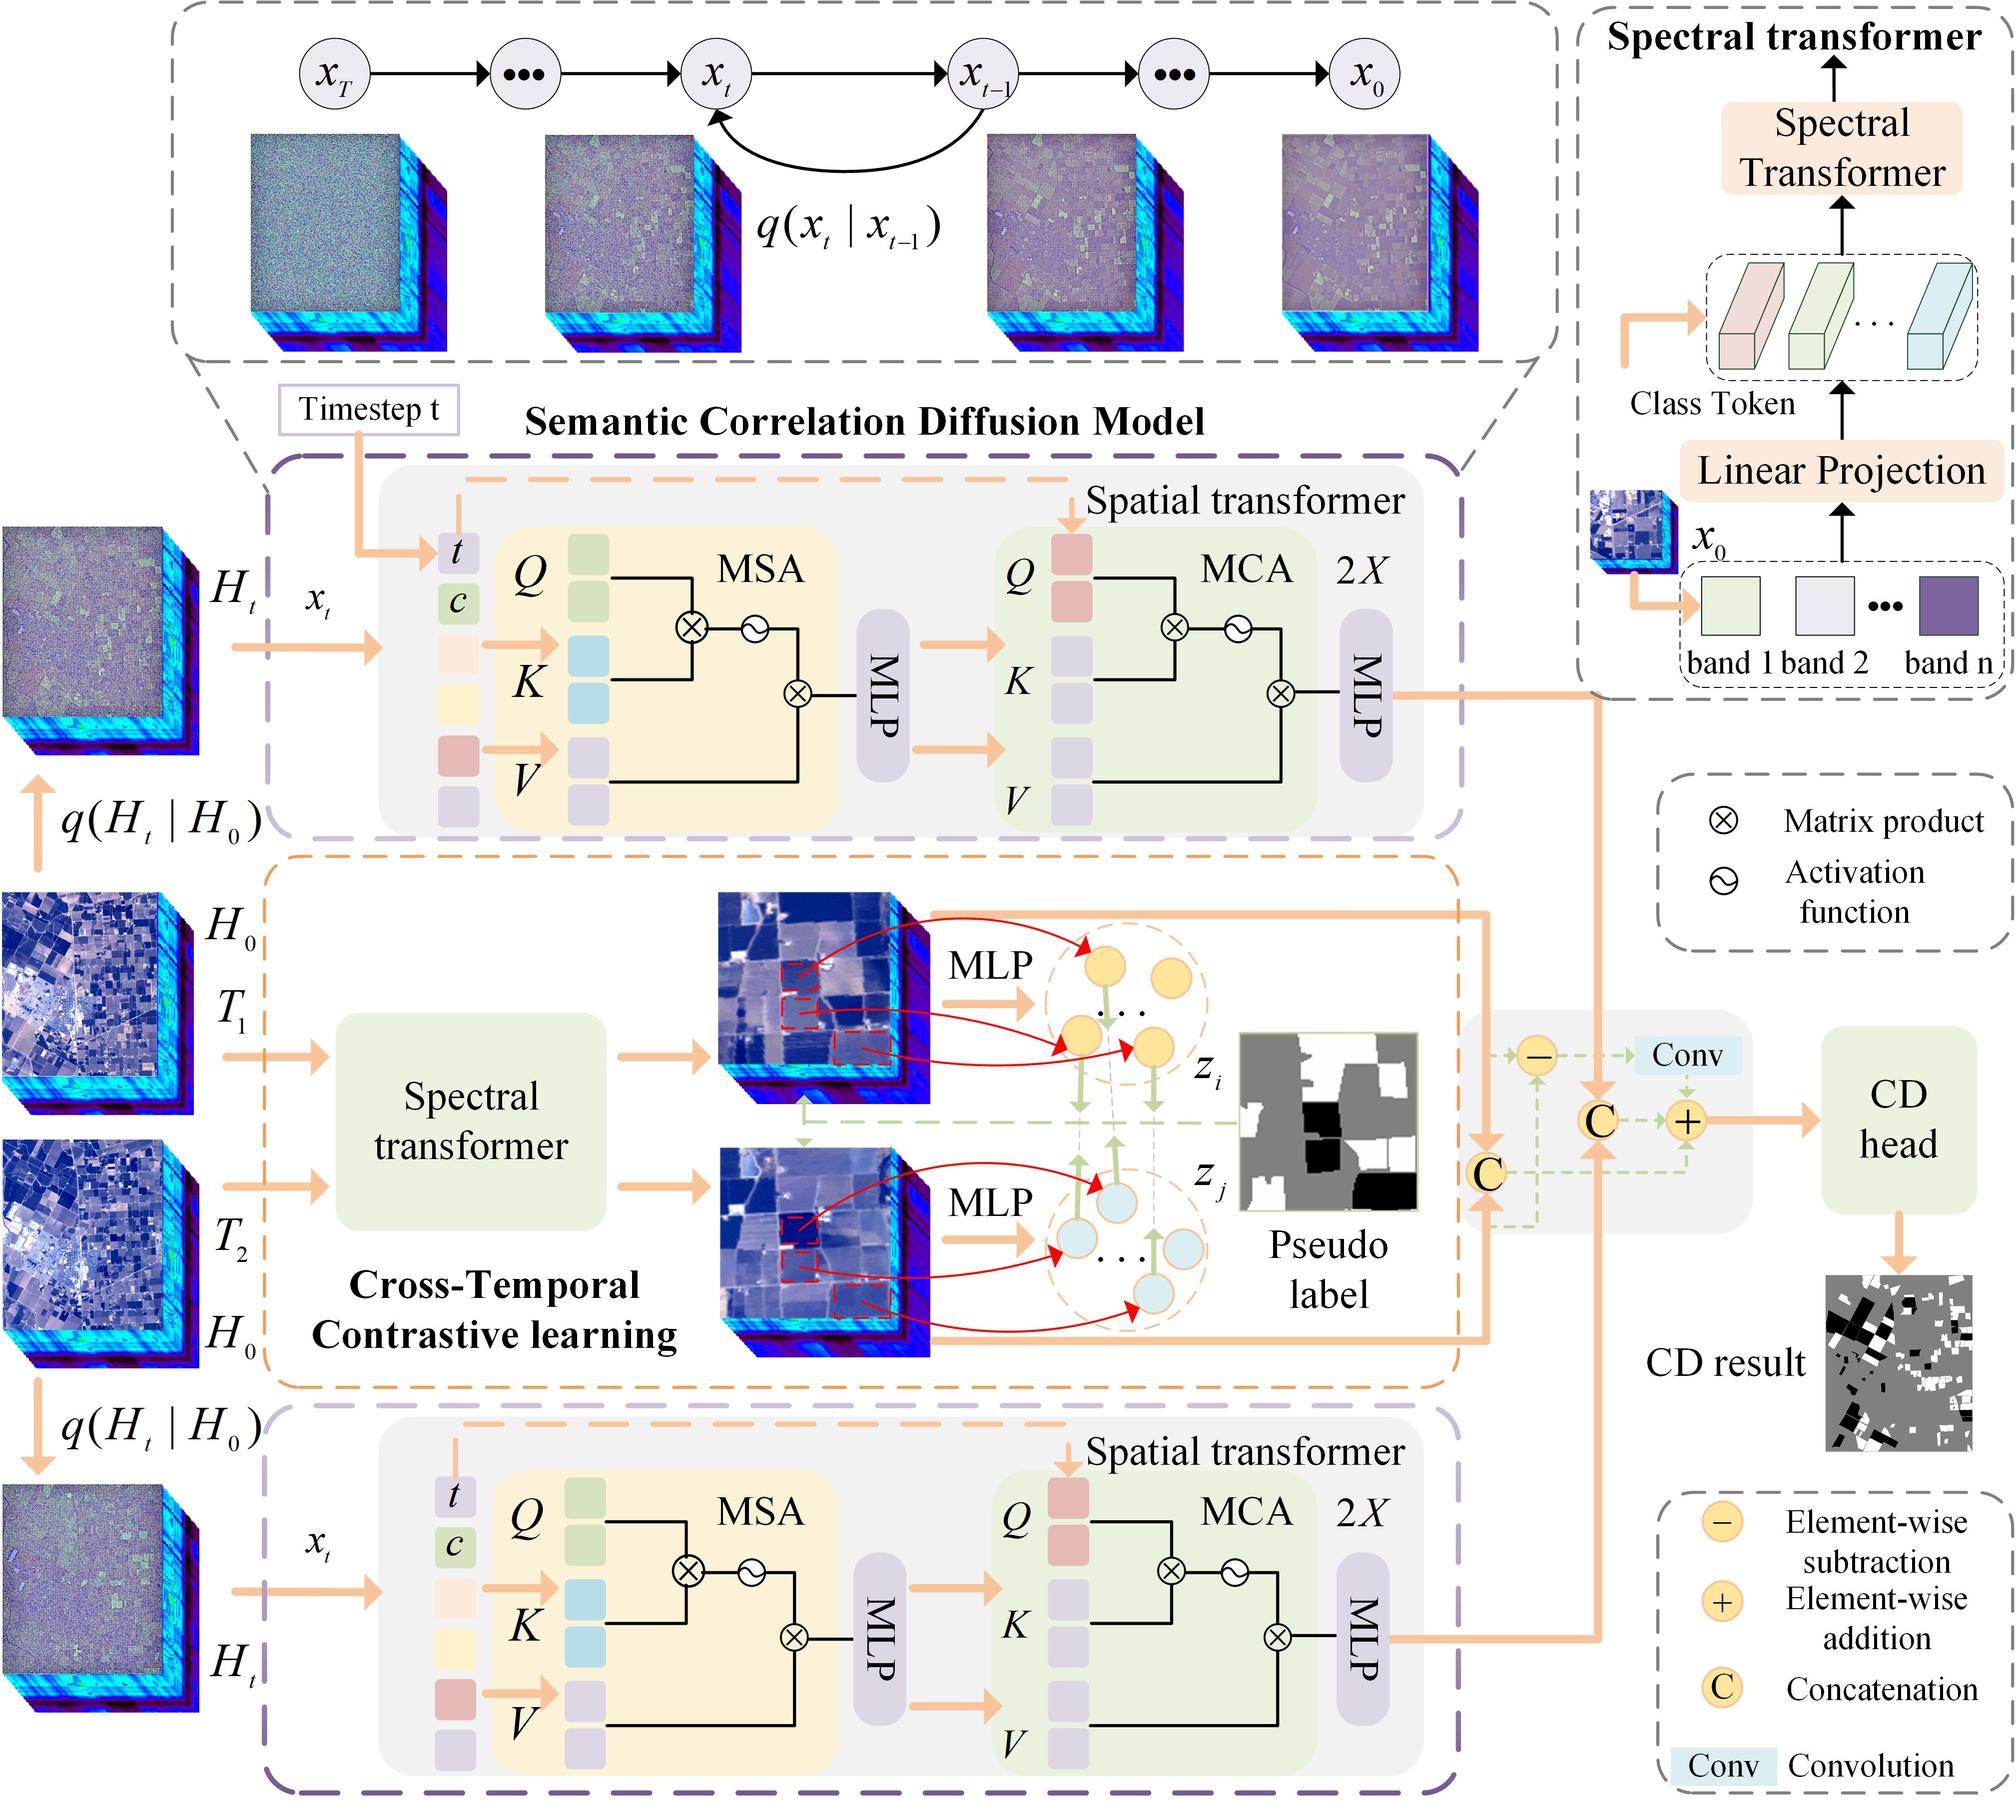 x_T ••• x_t x_{t-1} ••• x_0
q(x_t | x_{t-1})
Spectral transformer
Spectral
Transformer
...
Class Token
Linear Projection
x_0
•••
band 1 band 2 band n
Timestep t
Semantic Correlation Diffusion Model
Spatial transformer
H_t
x_t
t
c
Q
K
V
MSA
MLP
Q
K
V
MCA
2X
MLP
q(H_t | H_0)
Matrix product
Activation
function
H_0
T_1
T_2
H_0
Spectral
transformer
Cross-Temporal
Contrastive learning
MLP
...
z_i
MLP
...
z_j
Pseudo
label
−
Conv
C
+
C
CD
head
CD result
q(H_t | H_0)
Spatial transformer
H_t
x_t
t
c
Q
K
V
MSA
MLP
Q
K
V
MCA
2X
MLP
− Element-wise
subtraction
+ Element-wise
addition
C Concatenation
Conv Convolution